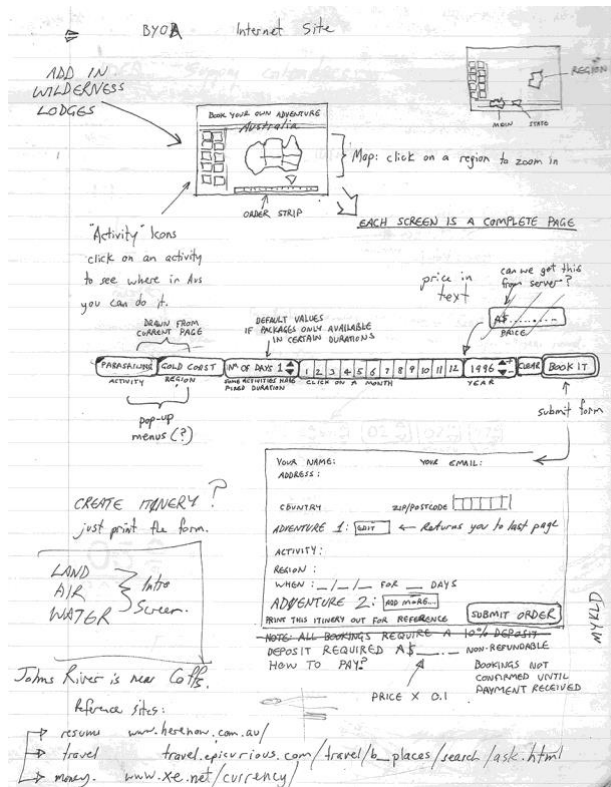 BYOA Internet Site
ADD IN
WILDERNESS
LODGES
REGION
MAIN STATE
BOOK YOUR OWN ADVENTURE
Australia
Map: click on a region to zoom in
ORDER STRIP
EACH SCREEN IS A COMPLETE PAGE
"Activity" Icons
click on an activity
to see where in Aus
you can do it.
price in
text
can we get this
from server?
A$.........
PRICE
DRAWN FROM
CURRENT PAGE
DEFAULT VALUES
IF PACKAGES ONLY AVAILABLE
IN CERTAIN DURATIONS
PARASAILING GOLD COAST Nº OF DAYS 1 1 2 3 4 5 6 7 8 9 10 11 12 1996 + - CLEAR BOOK IT
ACTIVITY REGION SOME ACTIVITIES HAVE CLICK ON A MONTH YEAR
FIXED DURATION
pop-up
menus (?)
submit form
YOUR NAME: YOUR EMAIL:
ADDRESS:
COUNTRY ZIP/POSTCODE
ADVENTURE 1: EDIT ← Returns you to last page
ACTIVITY:
REGION:
WHEN: _/_/_ FOR __ DAYS
ADVENTURE 2: ADD MORE...
PRINT THIS ITINERY OUT FOR REFERENCE SUBMIT ORDER
NOTE: ALL BOOKINGS REQUIRE A 10% DEPOSIT
DEPOSIT REQUIRED A$__.__ NON-REFUNDABLE
HOW TO PAY?
BOOKINGS NOT
CONFIRMED UNTIL
PAYMENT RECEIVED
PRICE X 0.1
MYKLD
CREATE ITINERY?
just print the form.
LAND
AIR
WATER
Intro
Screen.
Johns River is near Coffs.
Reference sites:
resume www.herenow.com.au/
travel travel.epicurious.com/travel/b_places/search/ask.html
money. www.xe.net/currency/